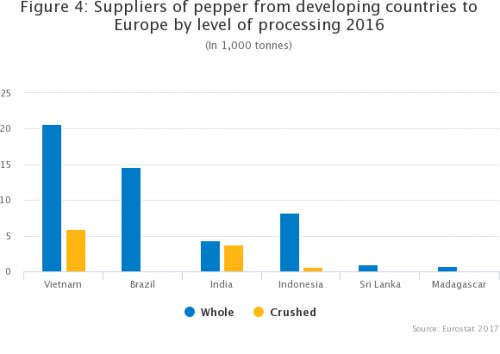 Figure 4: Suppliers of pepper from developing countries to
Europe by level of processing 2016
(In 1,000 tonnes)
25
20
15
10
5
0
Vietnam Brazil India Indonesia Sri Lanka Madagascar
Whole Crushed
Source: Eurostat 2017